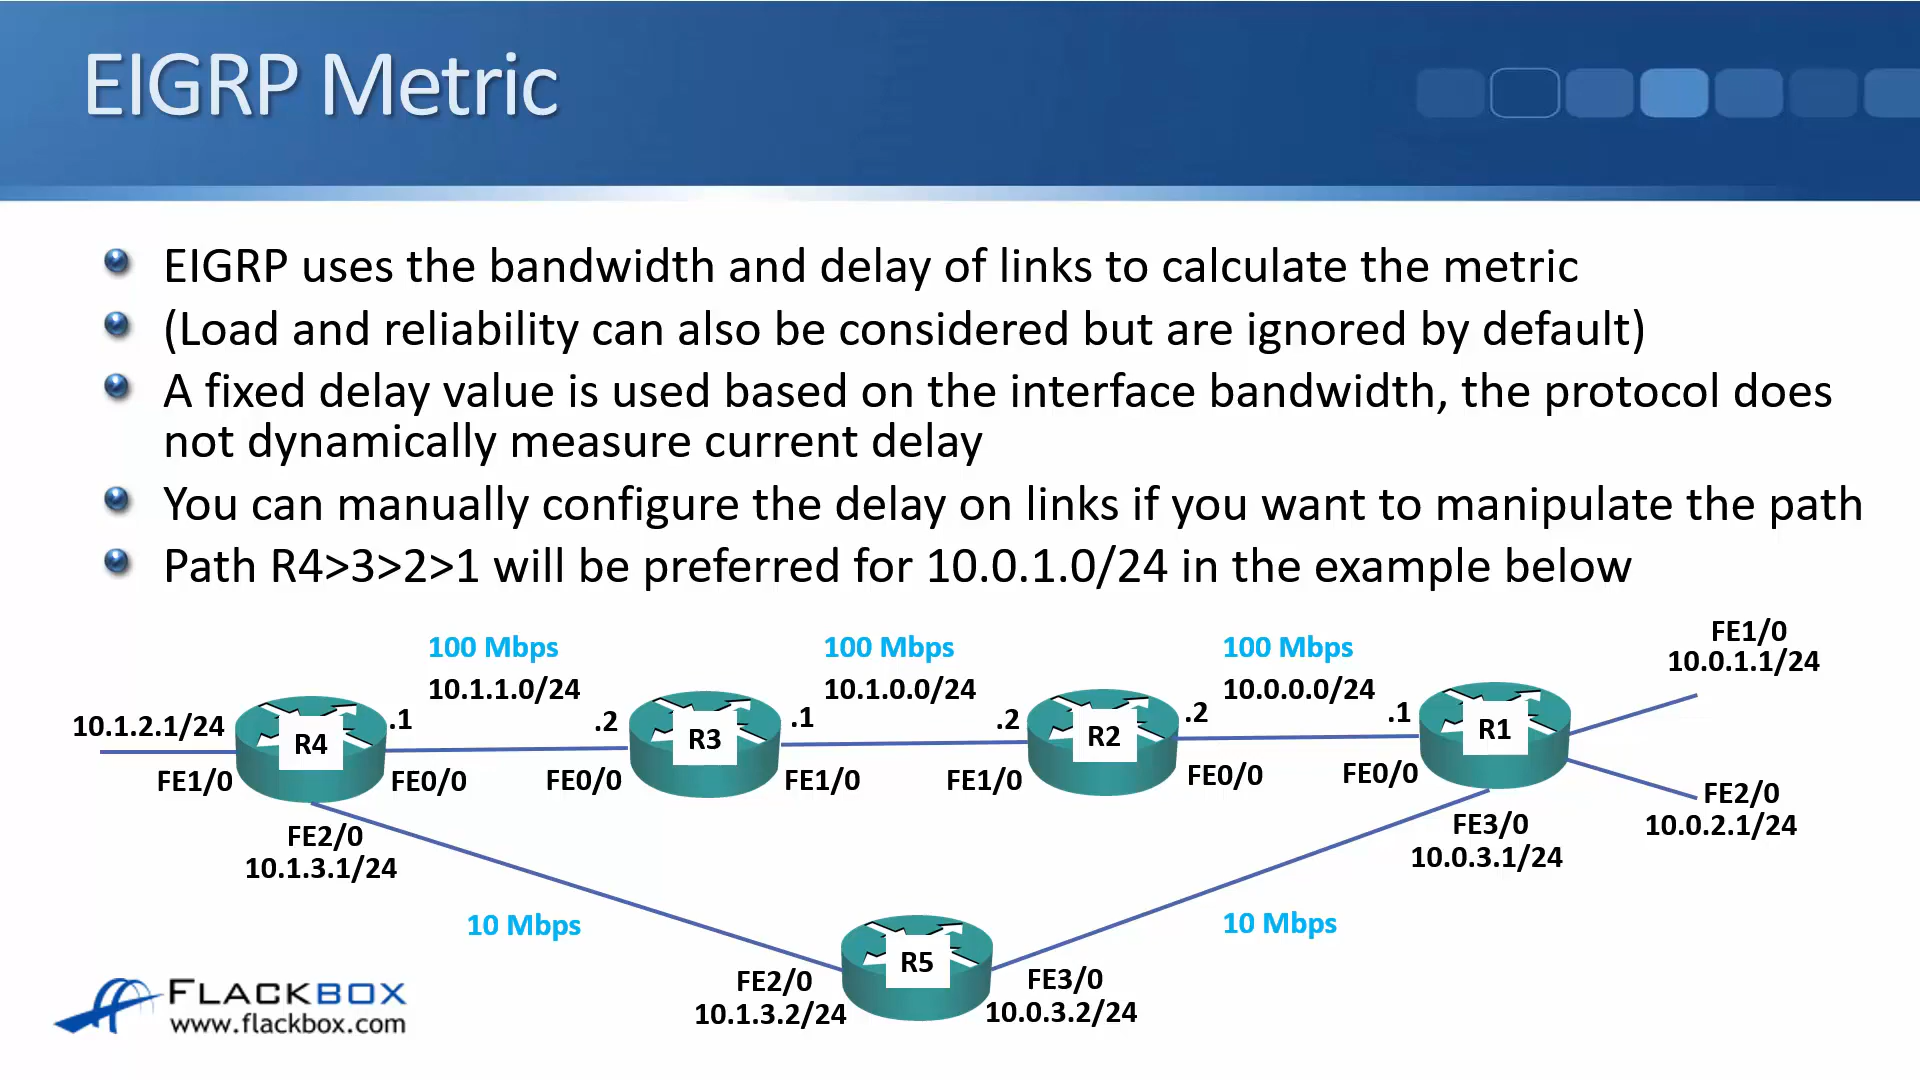 EIGRP Metric
EIGRP uses the bandwidth and delay of links to calculate the metric
(Load and reliability can also be considered but are ignored by default)
A fixed delay value is used based on the interface bandwidth, the protocol does
not dynamically measure current delay
You can manually configure the delay on links if you want to manipulate the path
Path R4>3>2>1 will be preferred for 10.0.1.0/24 in the example below
100 Mbps
10.1.1.0/24
100 Mbps
10.1.0.0/24
100 Mbps
10.0.0.0/24
FE1/0
10.0.1.1/24
10.1.2.1/24
FE1/0
R4
.1
FE0/0
.2
FE0/0
R3
.1
FE1/0
.2
FE1/0
R2
.2
FE0/0
.1
FE0/0
R1
FE2/0
10.0.2.1/24
FE2/0
10.1.3.1/24
FE3/0
10.0.3.1/24
10 Mbps
10 Mbps
R5
FE2/0
10.1.3.2/24
FE3/0
10.0.3.2/24
FLACKBOX
www.flackbox.com